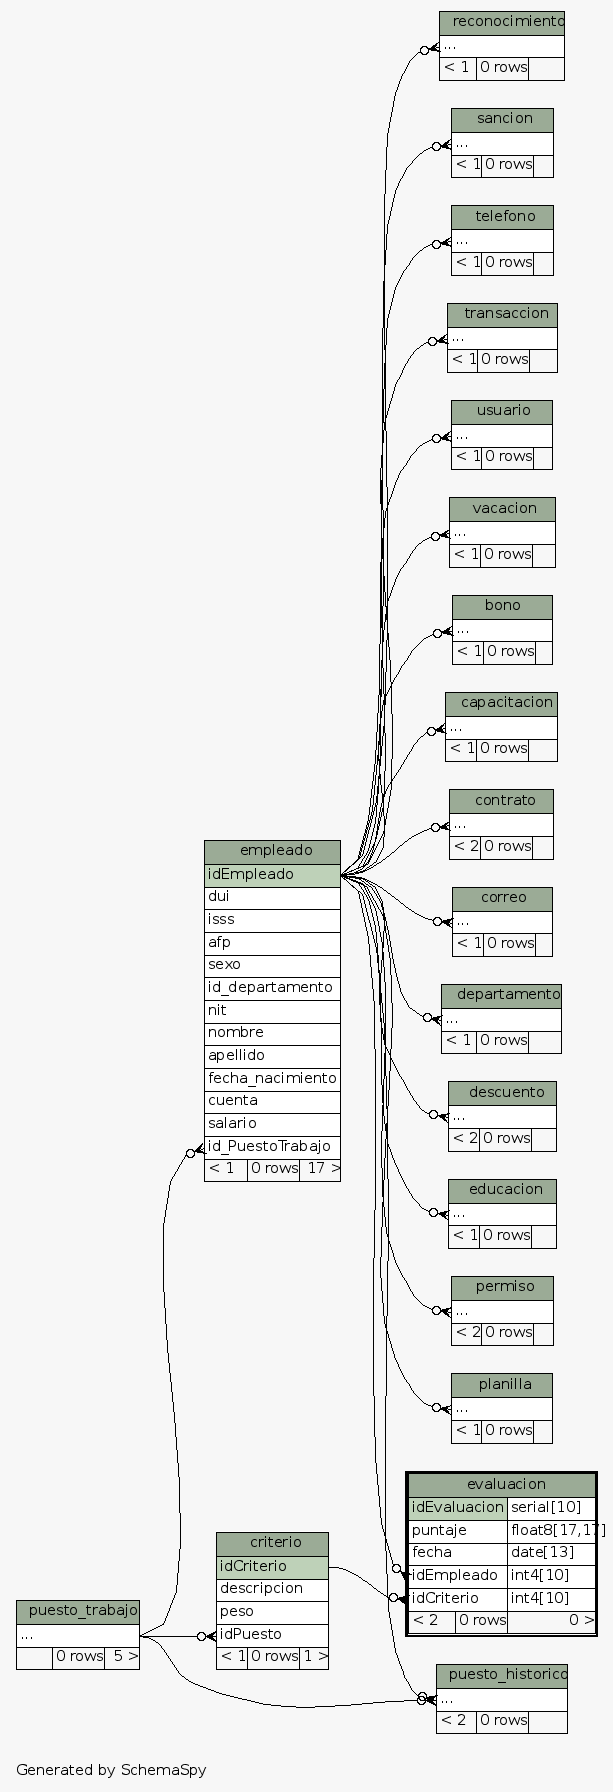 reconocimiento
...
< 1 0 rows
sancion
...
< 1 0 rows
telefono
...
< 1 0 rows
transaccion
...
< 1 0 rows
usuario
...
< 1 0 rows
vacacion
...
< 1 0 rows
bono
...
< 1 0 rows
capacitacion
...
< 1 0 rows
contrato
...
< 2 0 rows
correo
...
< 1 0 rows
departamento
...
< 1 0 rows
descuento
...
< 2 0 rows
educacion
...
< 1 0 rows
permiso
...
< 2 0 rows
planilla
...
< 1 0 rows
empleado
idEmpleado
dui
isss
afp
sexo
id_departamento
nit
nombre
apellido
fecha_nacimiento
cuenta
salario
id_PuestoTrabajo
< 1 0 rows 17 >
evaluacion
idEvaluacion serial[10]
puntaje float8[17,17]
fecha date[13]
idEmpleado int4[10]
idCriterio int4[10]
< 2 0 rows 0 >
criterio
idCriterio
descripcion
peso
idPuesto
< 1 0 rows 1 >
puesto_trabajo
...
0 rows 5 >
puesto_historico
...
< 2 0 rows
Generated by SchemaSpy